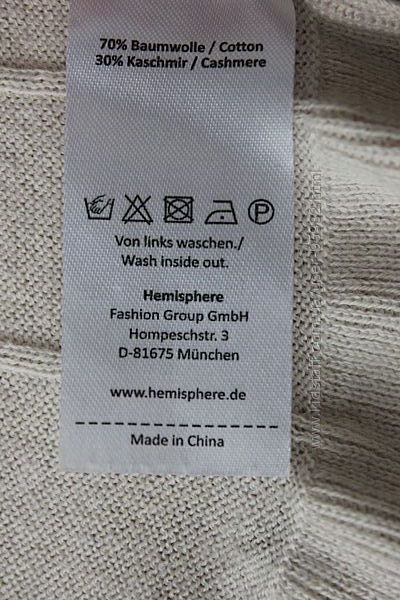 70% Baumwolle / Cotton
30% Kaschmir / Cashmere
P
Von links waschen./
Wash inside out.
Hemisphere
Fashion Group GmbH
Hompeschstr. 3
D-81675 München
www.hemisphere.de
Made in China